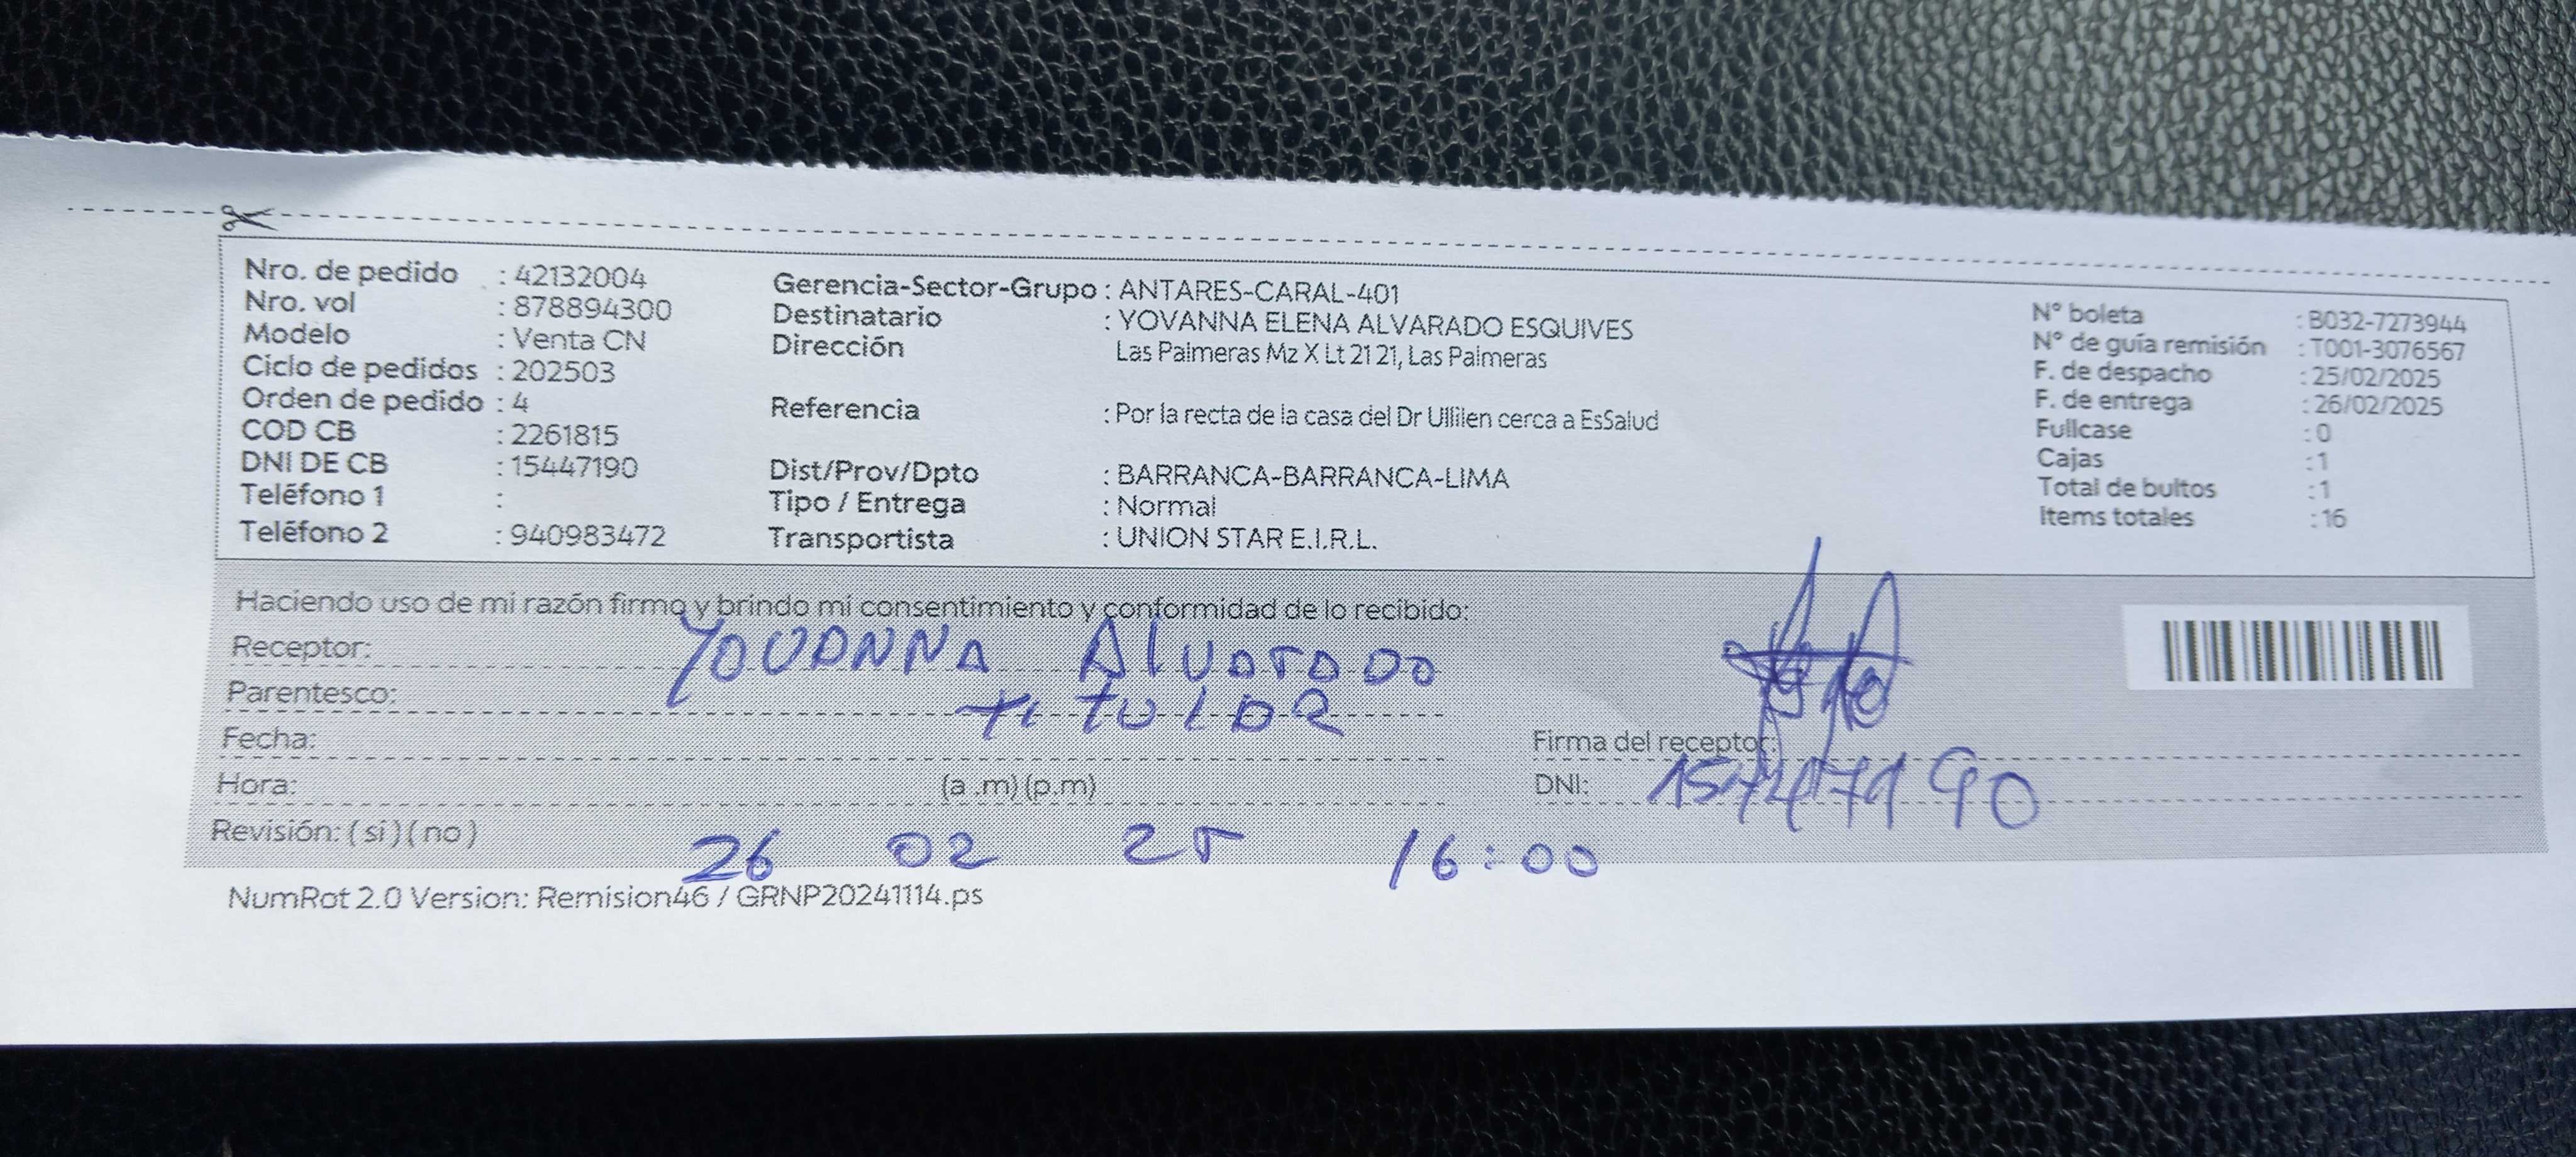 Nro. de pedido : 42132004
Nro. vol : 878894300
Modelo : Venta CN
Ciclo de pedidos : 202503
Orden de pedido : 4
COD CB : 2261815
DNI DE CB : 15447190
Teléfono 1 :
Teléfono 2 : 940983472
Gerencia-Sector-Grupo : ANTARES-CARAL-401
Destinatario : YOVANNA ELENA ALVARADO ESQUIVES
Dirección Las Palmeras Mz X Lt 21 21, Las Palmeras
Referencia : Por la recta de la casa del Dr Ullilen cerca a EsSalud
Dist/Prov/Dpto : BARRANCA-BARRANCA-LIMA
Tipo / Entrega : Normal
Transportista : UNION STAR E.I.R.L.
N° boleta : B032-7273944
N° de guía remisión : T001-3076567
F. de despacho : 25/02/2025
F. de entrega : 26/02/2025
Fullcase : 0
Cajas : 1
Total de bultos : 1
Items totales : 16
Haciendo uso de mi razón firmo y brindo mi consentimiento y conformidad de lo recibido:
Receptor: YOVANNA Alvarado
Parentesco: titular
Fecha:
Firma del receptor:
Hora: (a .m) (p.m)
DNI: 15447190
Revisión: ( si ) ( no )
26 02 25 16:00
NumRot 2.0 Version: Remision46 / GRNP20241114.ps